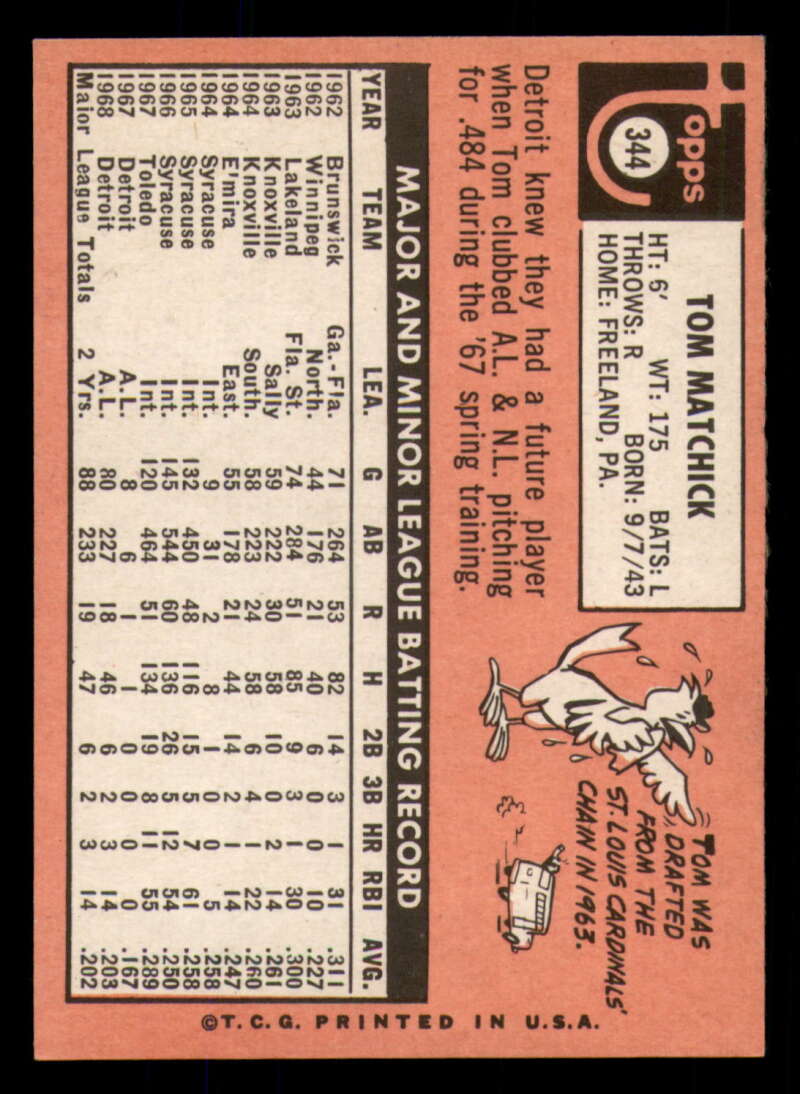 Topps
344
TOM MATCHICK
HT: 6' WT: 175 BATS: L
THROWS: R BORN: 9/7/43
HOME: FREELAND, PA.
TOM WAS
DRAFTED
FROM THE
ST. LOUIS CARDINALS'
CHAIN IN 1963.
Detroit knew they had a future player
when Tom clubbed A.L. & N.L. pitching
for .484 during the '67 spring training.
MAJOR AND MINOR LEAGUE BATTING RECORD
YEAR TEAM LEA. G AB R H 2B 3B HR RBI AVG.
1962 Brunswick Ga.-Fla. 71 264 53 82 14 3 1 31 .311
1962 Winnipeg North. 44 176 21 40 6 0 0 10 .227
1963 Lakeland Fla. St. 74 284 51 85 9 3 1 30 .300
1963 Knoxville Sally 59 222 30 58 10 0 2 14 .261
1964 Knoxville South. 58 223 24 58 6 4 1 22 .260
1964 E'mira East. 55 178 21 44 14 2 1 14 .247
1964 Syracuse Int. 9 31 2 8 1 0 0 5 .258
1965 Syracuse Int. 132 450 48 116 15 5 7 61 .258
1966 Syracuse Int. 145 544 60 136 26 5 12 54 .250
1967 Toledo Int. 120 464 51 134 19 8 11 55 .289
1967 Detroit A.L. 8 6 1 1 0 0 0 0 .167
1968 Detroit A.L. 80 227 18 46 6 2 3 14 .203
Major League Totals 2 Yrs. 88 233 19 47 6 2 3 14 .202
©T.C.G. PRINTED IN U.S.A.